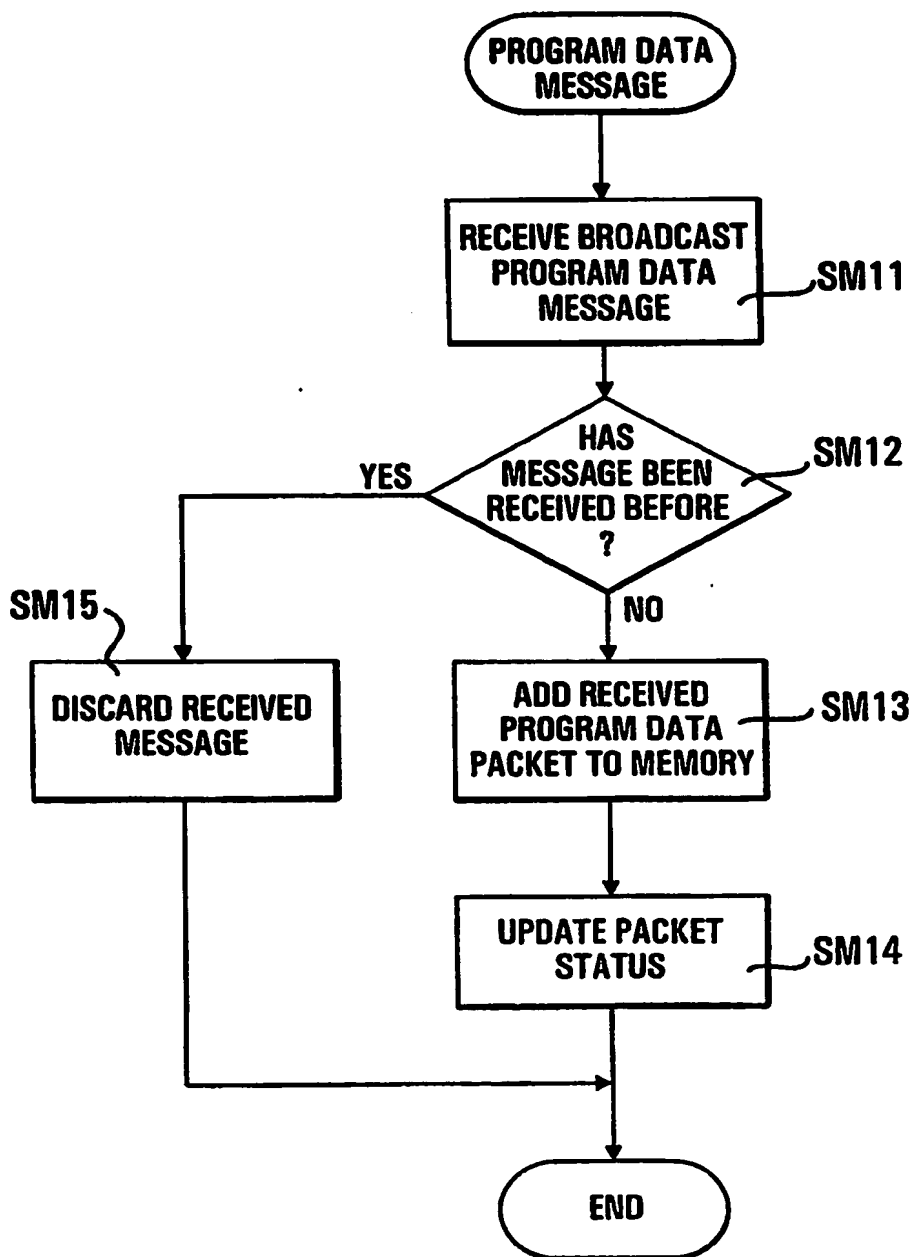 PROGRAM DATA
MESSAGE
RECEIVE BROADCAST
PROGRAM DATA
MESSAGE
SM11
HAS
MESSAGE BEEN
RECEIVED BEFORE
?
SM12
YES
NO
SM15
DISCARD RECEIVED
MESSAGE
ADD RECEIVED
PROGRAM DATA
PACKET TO MEMORY
SM13
UPDATE PACKET
STATUS
SM14
END